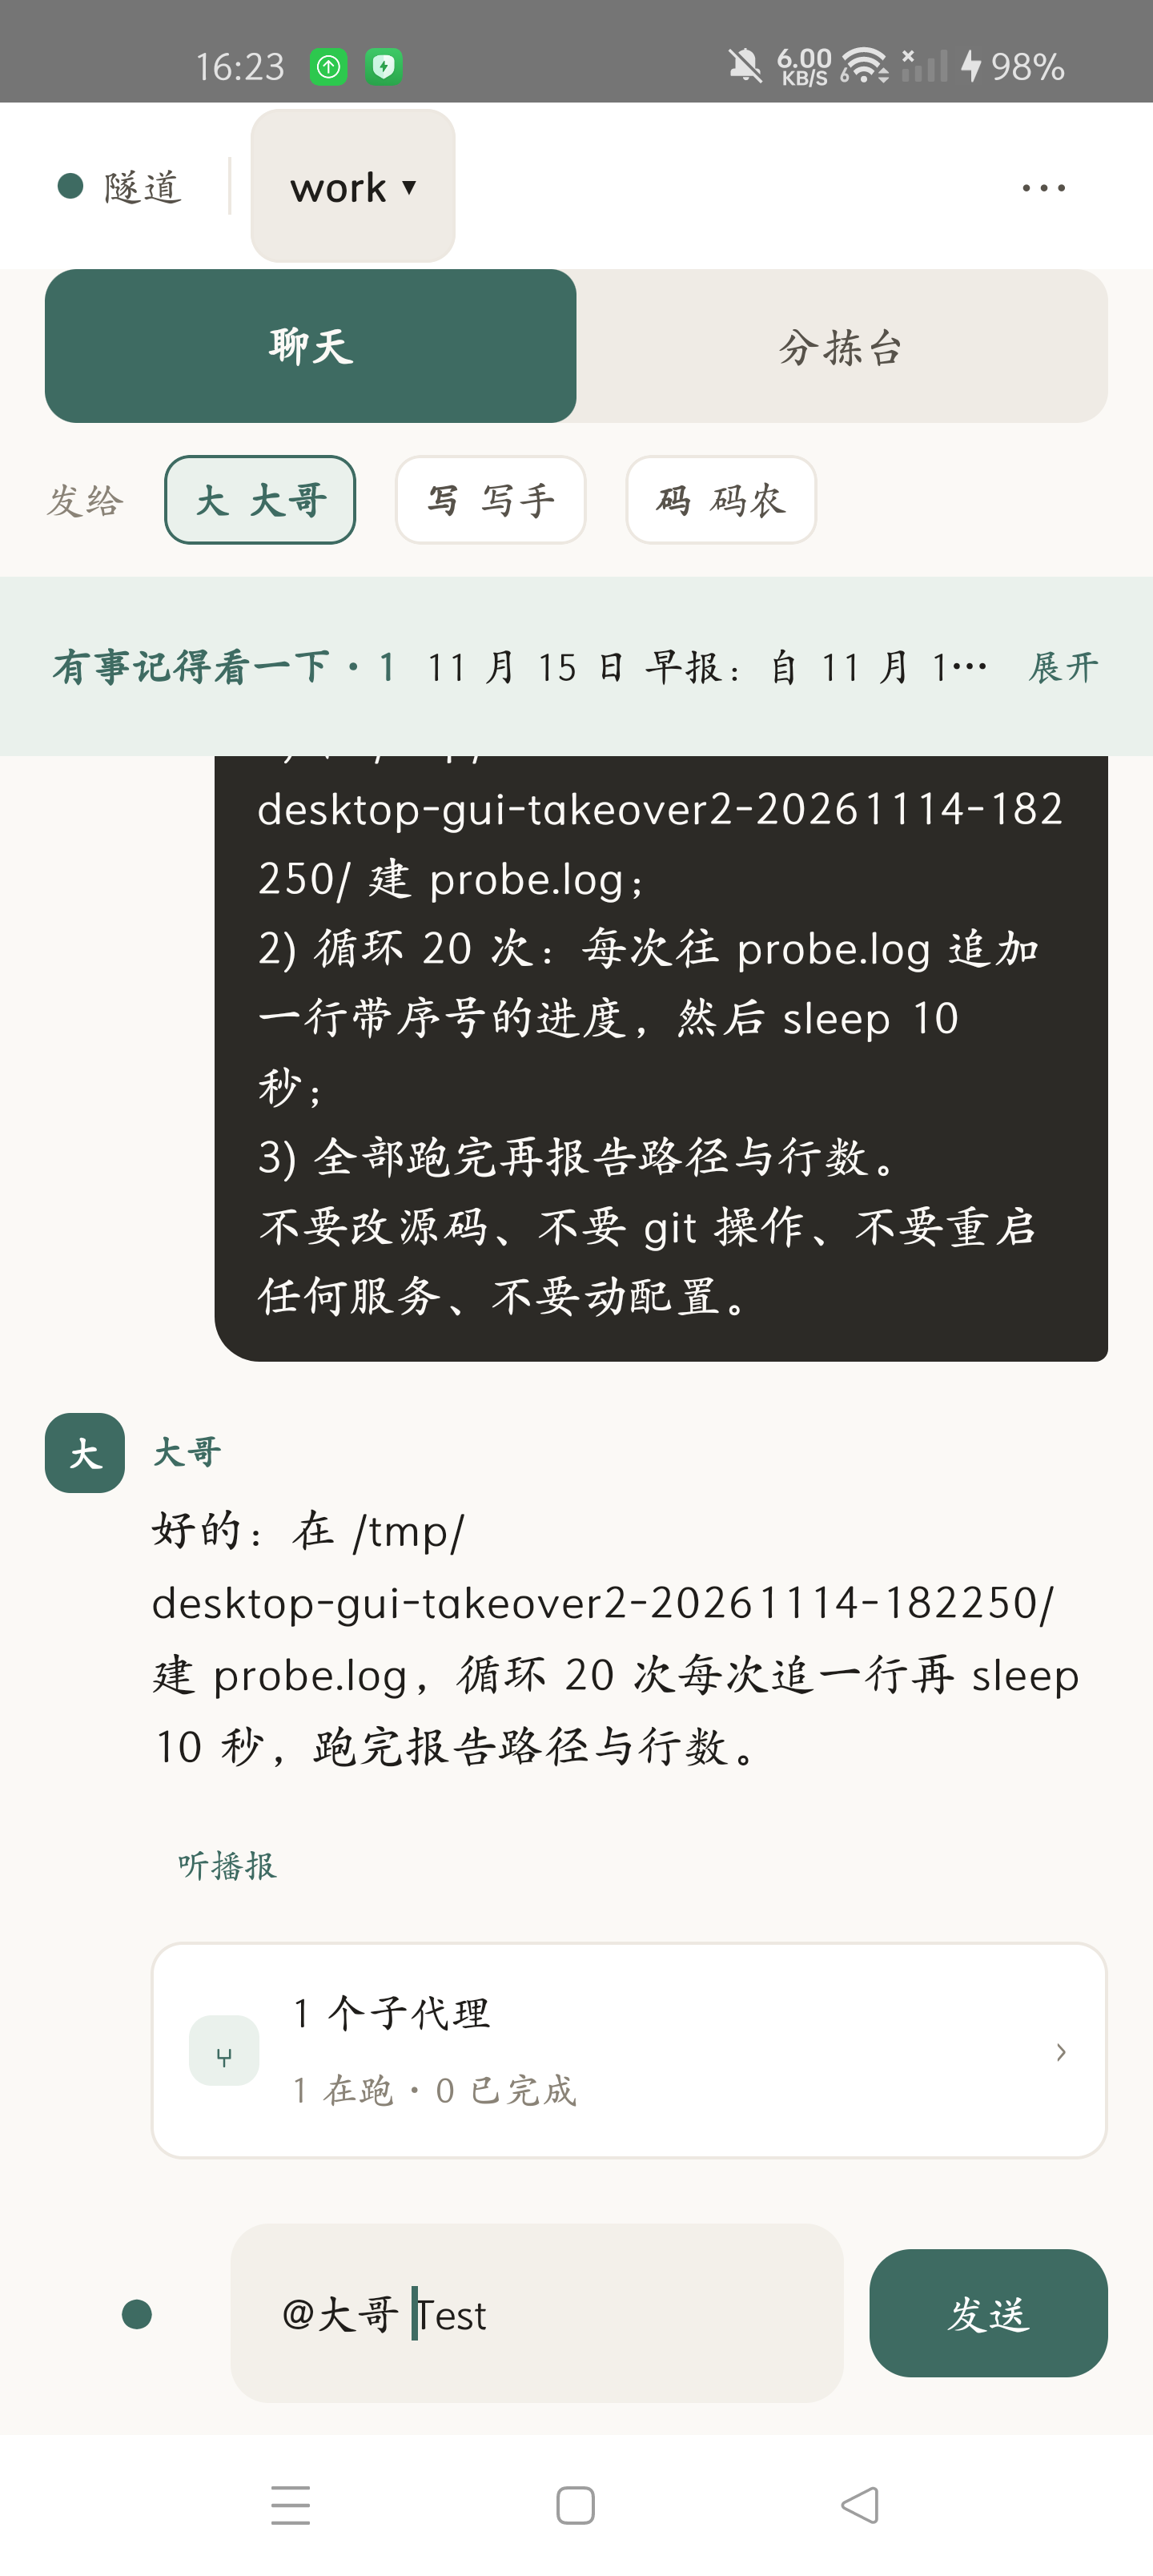 16:23
6.00 KB/S
98%
隧道
work ▾
...
聊天
分拣台
发给
大 大哥
写 写手
码 码农
有事记得看一下 · 1 11 月 15 日 早报：自 11 月 1… 展开
desktop-gui-takeover2-20261114-182
250/ 建 probe.log；
2) 循环 20 次：每次往 probe.log 追加
一行带序号的进度，然后 sleep 10
秒；
3) 全部跑完再报告路径与行数。
不要改源码、不要 git 操作、不要重启
任何服务、不要动配置。
大
大哥
好的：在 /tmp/
desktop-gui-takeover2-20261114-182250/
建 probe.log，循环 20 次每次追一行再 sleep
10 秒，跑完报告路径与行数。
听播报
1 个子代理
1 在跑 · 0 已完成
@大哥 Test
发送